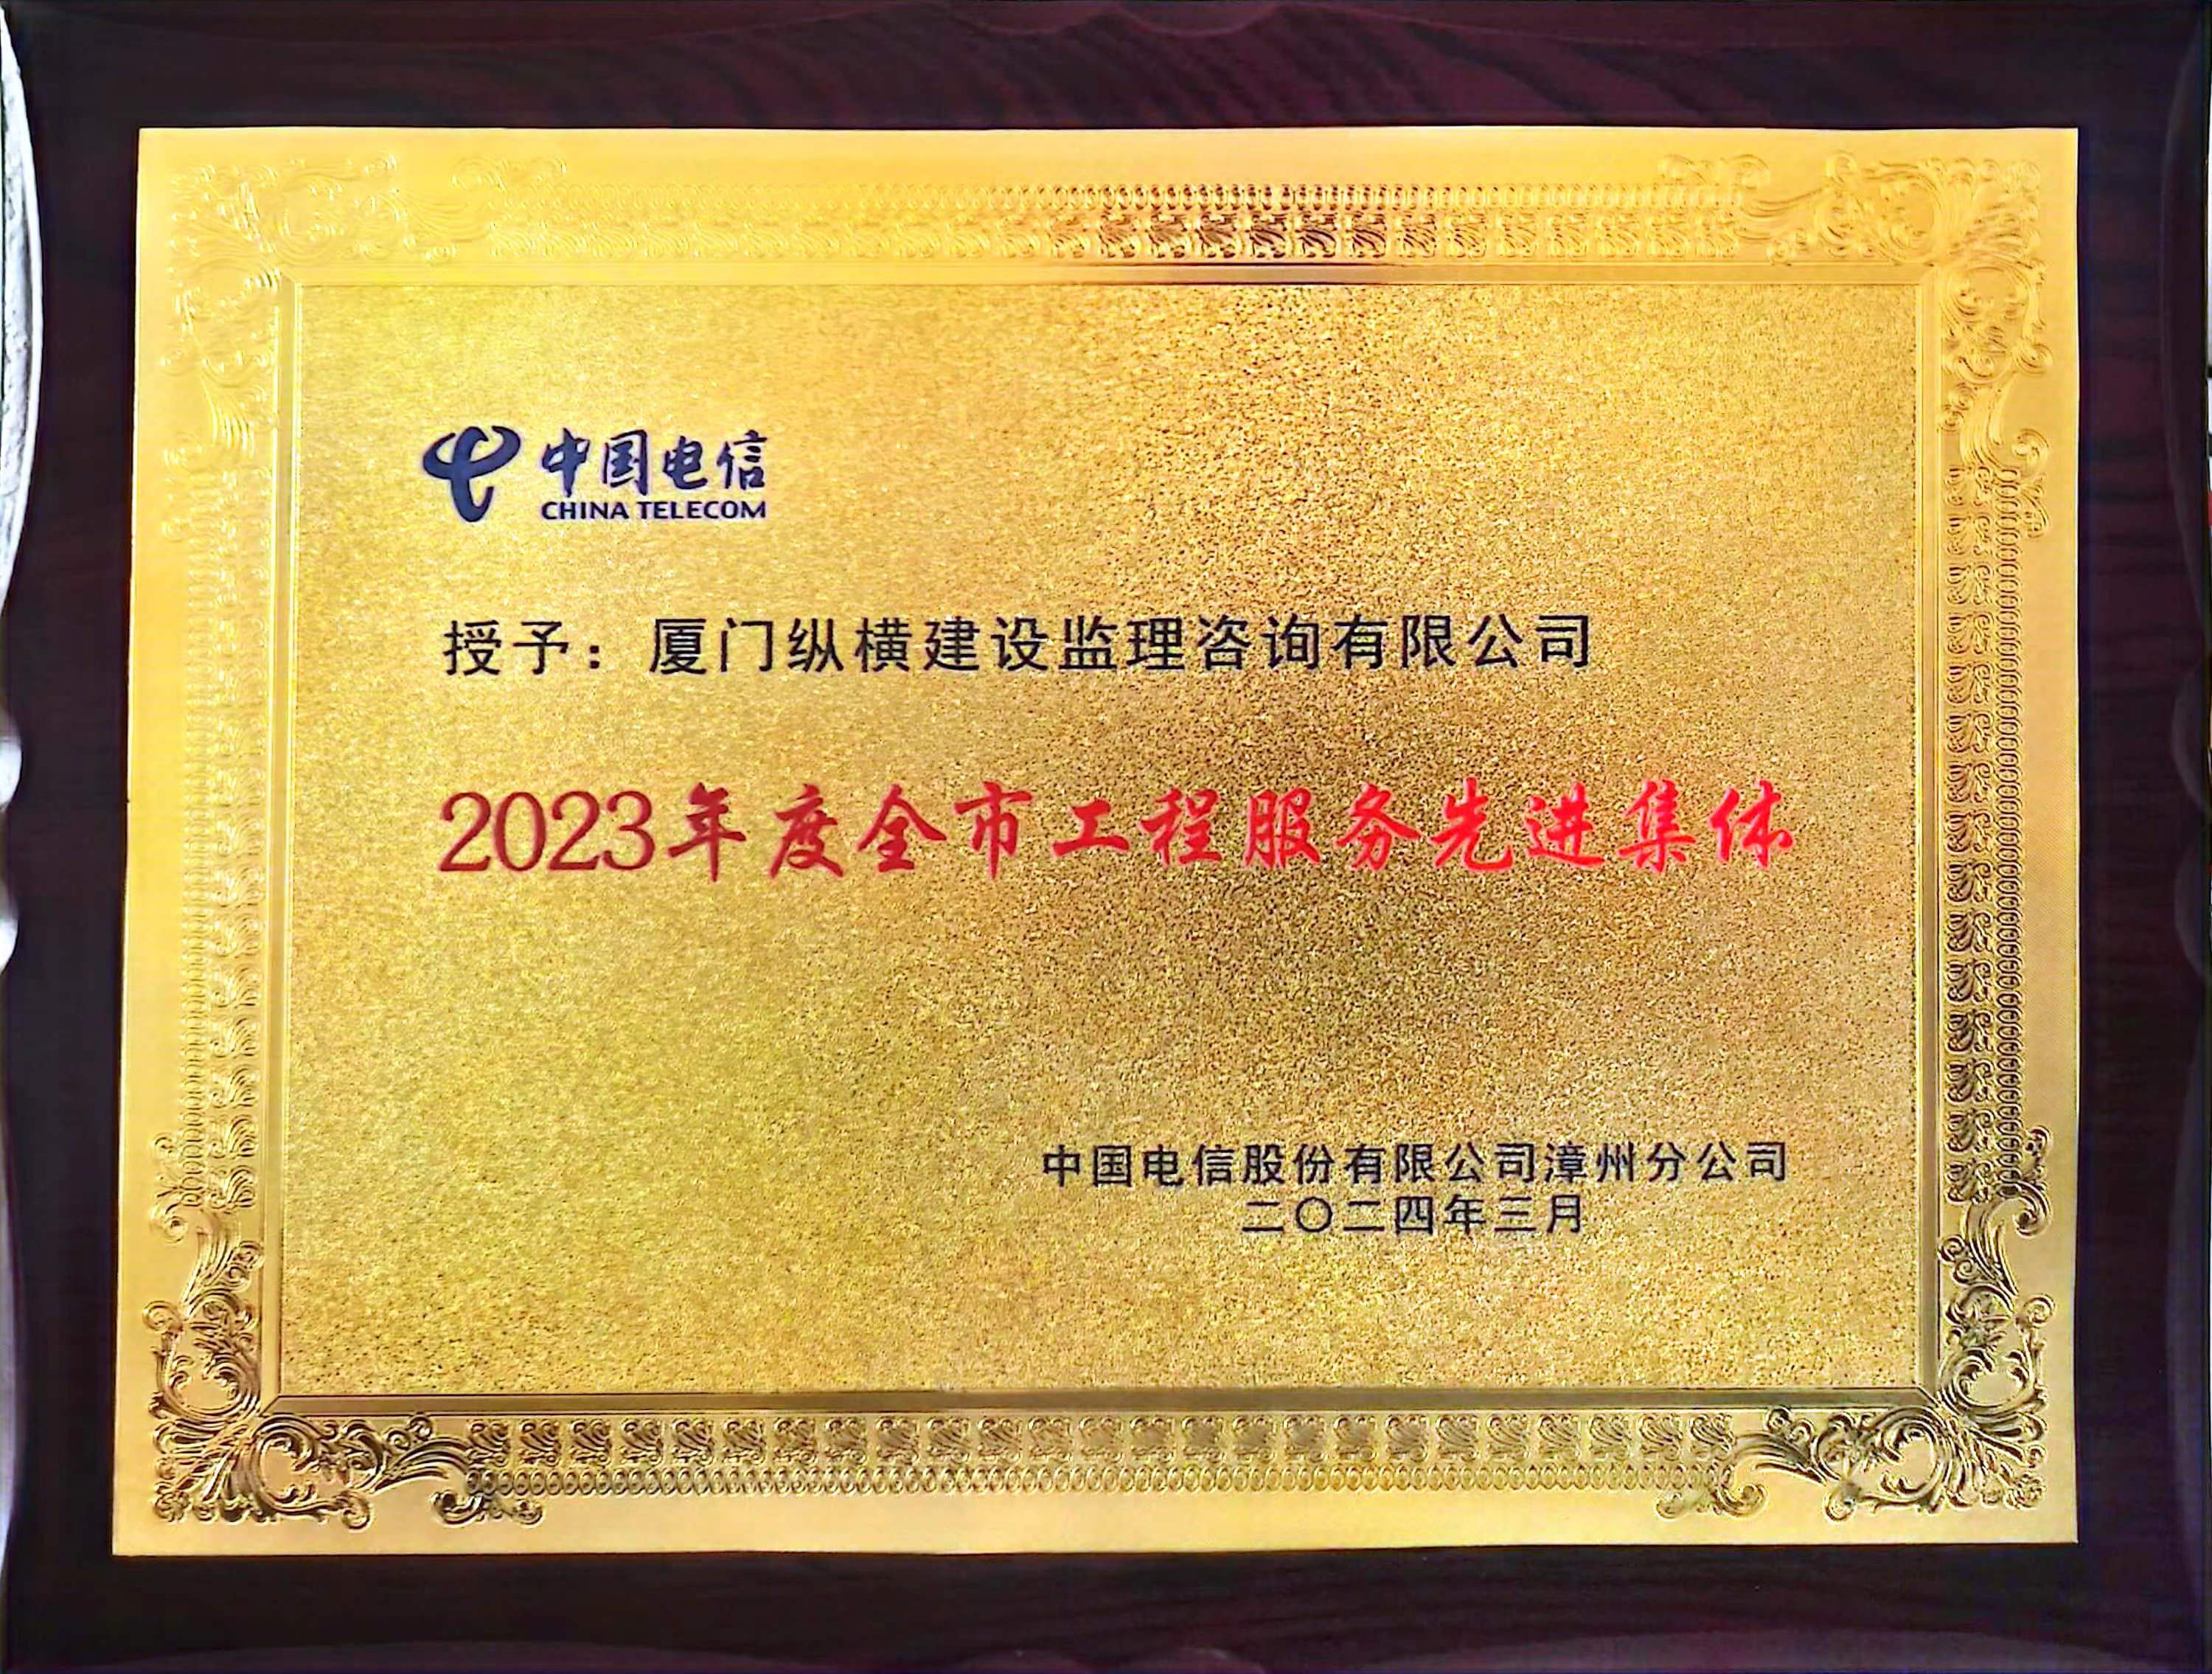 中国电信
CHINA TELECOM
授予：厦门纵横建设监理咨询有限公司
2023年度全市工程服务先进集体
中国电信股份有限公司漳州分公司
二〇二四年三月